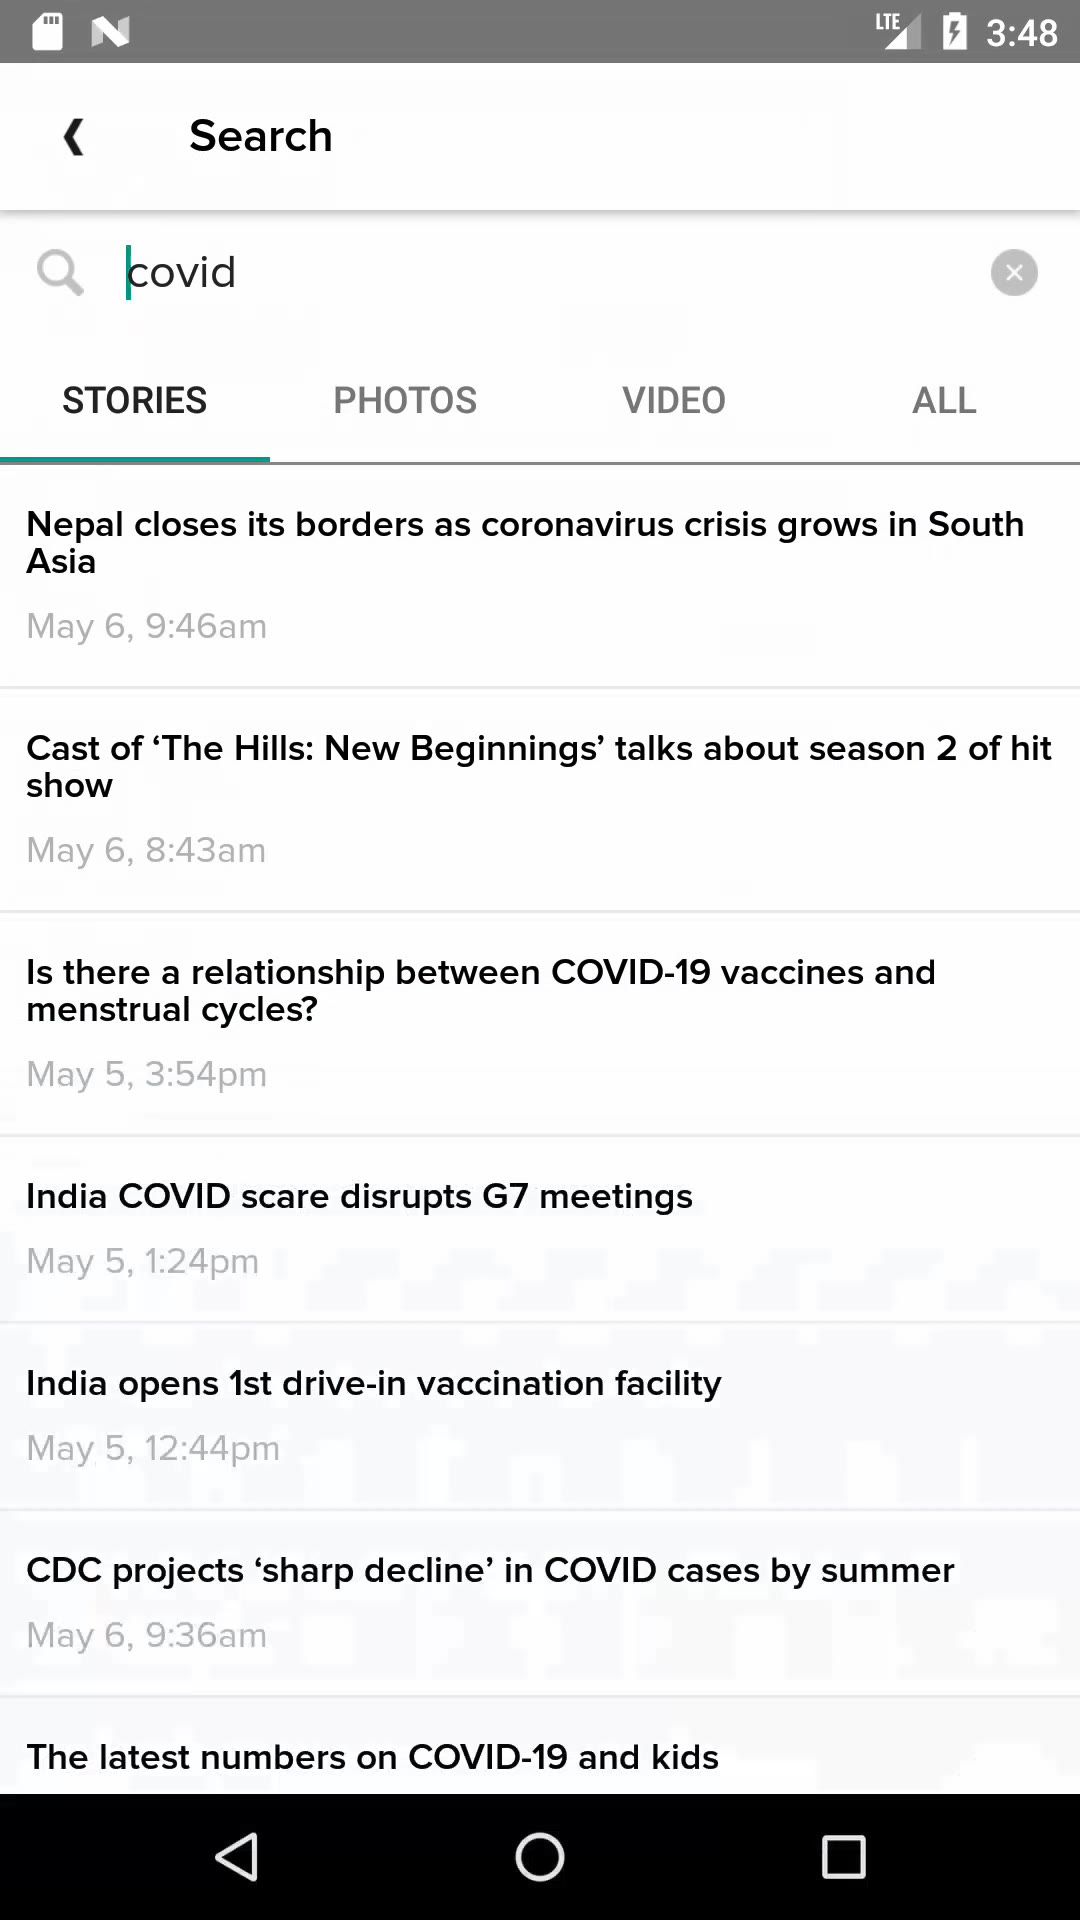 LTE 3:48
Search
covid
STORIES PHOTOS VIDEO ALL
Nepal closes its borders as coronavirus crisis grows in South
Asia
May 6, 9:46am
Cast of ‘The Hills: New Beginnings’ talks about season 2 of hit
show
May 6, 8:43am
Is there a relationship between COVID-19 vaccines and
menstrual cycles?
May 5, 3:54pm
India COVID scare disrupts G7 meetings
May 5, 1:24pm
India opens 1st drive-in vaccination facility
May 5, 12:44pm
CDC projects ‘sharp decline’ in COVID cases by summer
May 6, 9:36am
The latest numbers on COVID-19 and kids